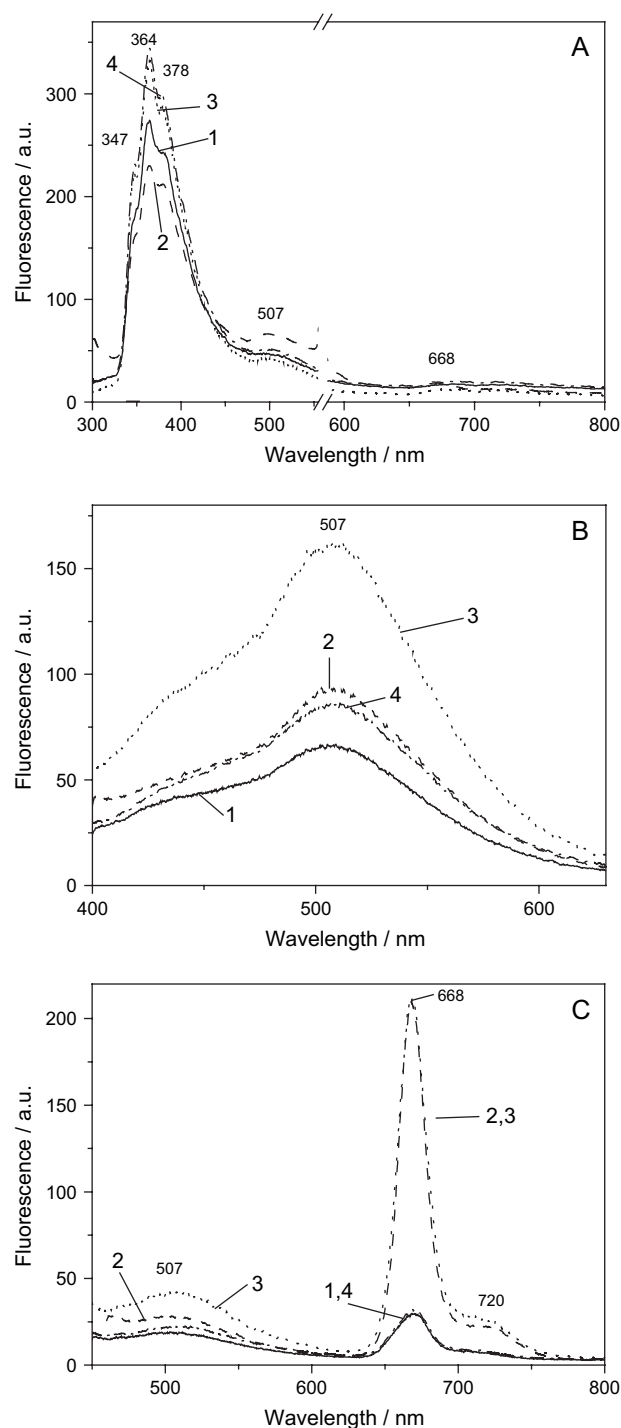 A
364
378
4
3
347
1
2
507
668
300
200
100
0
Fluorescence / a.u.
300 400 500 600 700 800
Wavelength / nm
B
507
3
2
4
1
150
100
50
0
Fluorescence / a.u.
400 500 600
Wavelength / nm
C
668
2,3
2
507
3
1,4
720
200
150
100
50
0
Fluorescence / a.u.
500 600 700 800
Wavelength / nm